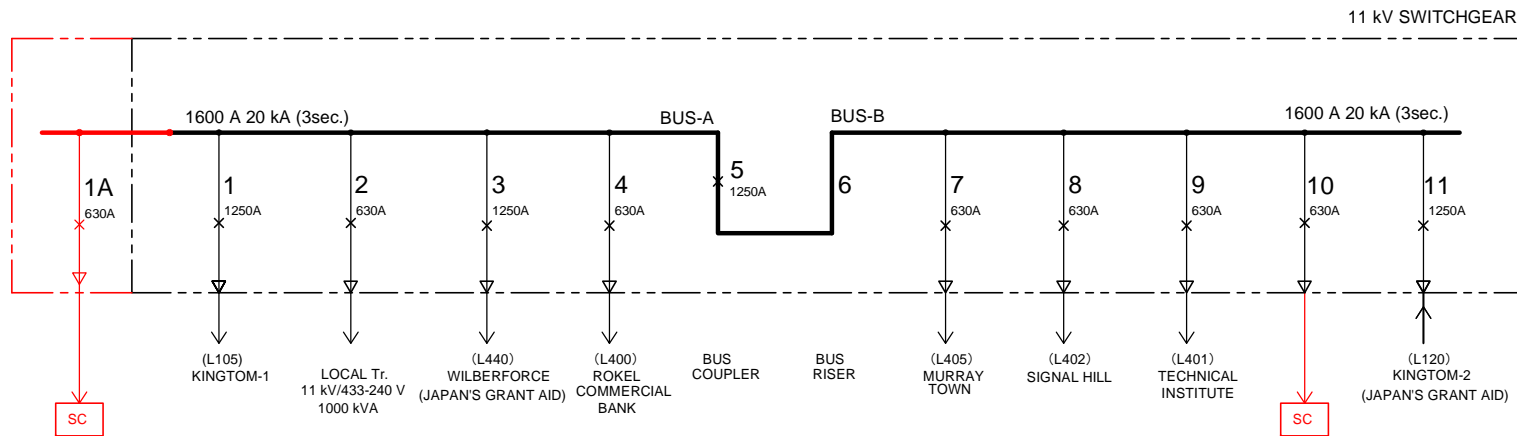 11 kV SWITCHGEAR
1600 A 20 kA (3sec.)
BUS-A
BUS-B
1600 A 20 kA (3sec.)
1A
630A
1
1250A
2
630A
3
1250A
4
630A
5
1250A
6
7
630A
8
630A
9
630A
10
630A
11
1250A
(L105)
KINGTOM-1
LOCAL Tr.
11 kV/433-240 V
1000 kVA
(L440)
WILBERFORCE
(JAPAN'S GRANT AID)
(L400)
ROKEL
COMMERCIAL
BANK
BUS
COUPLER
BUS
RISER
(L405)
MURRAY
TOWN
(L402)
SIGNAL HILL
(L401)
TECHNICAL
INSTITUTE
(L120)
KINGTOM-2
(JAPAN'S GRANT AID)
SC
SC